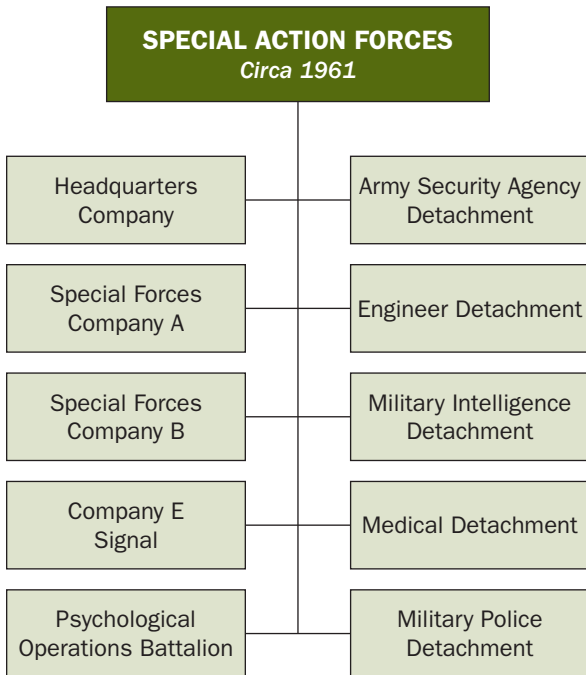 SPECIAL ACTION FORCES
Circa 1961
Headquarters
Company
Army Security Agency
Detachment
Special Forces
Company A
Engineer Detachment
Special Forces
Company B
Military Intelligence
Detachment
Company E
Signal
Medical Detachment
Psychological
Operations Battalion
Military Police
Detachment